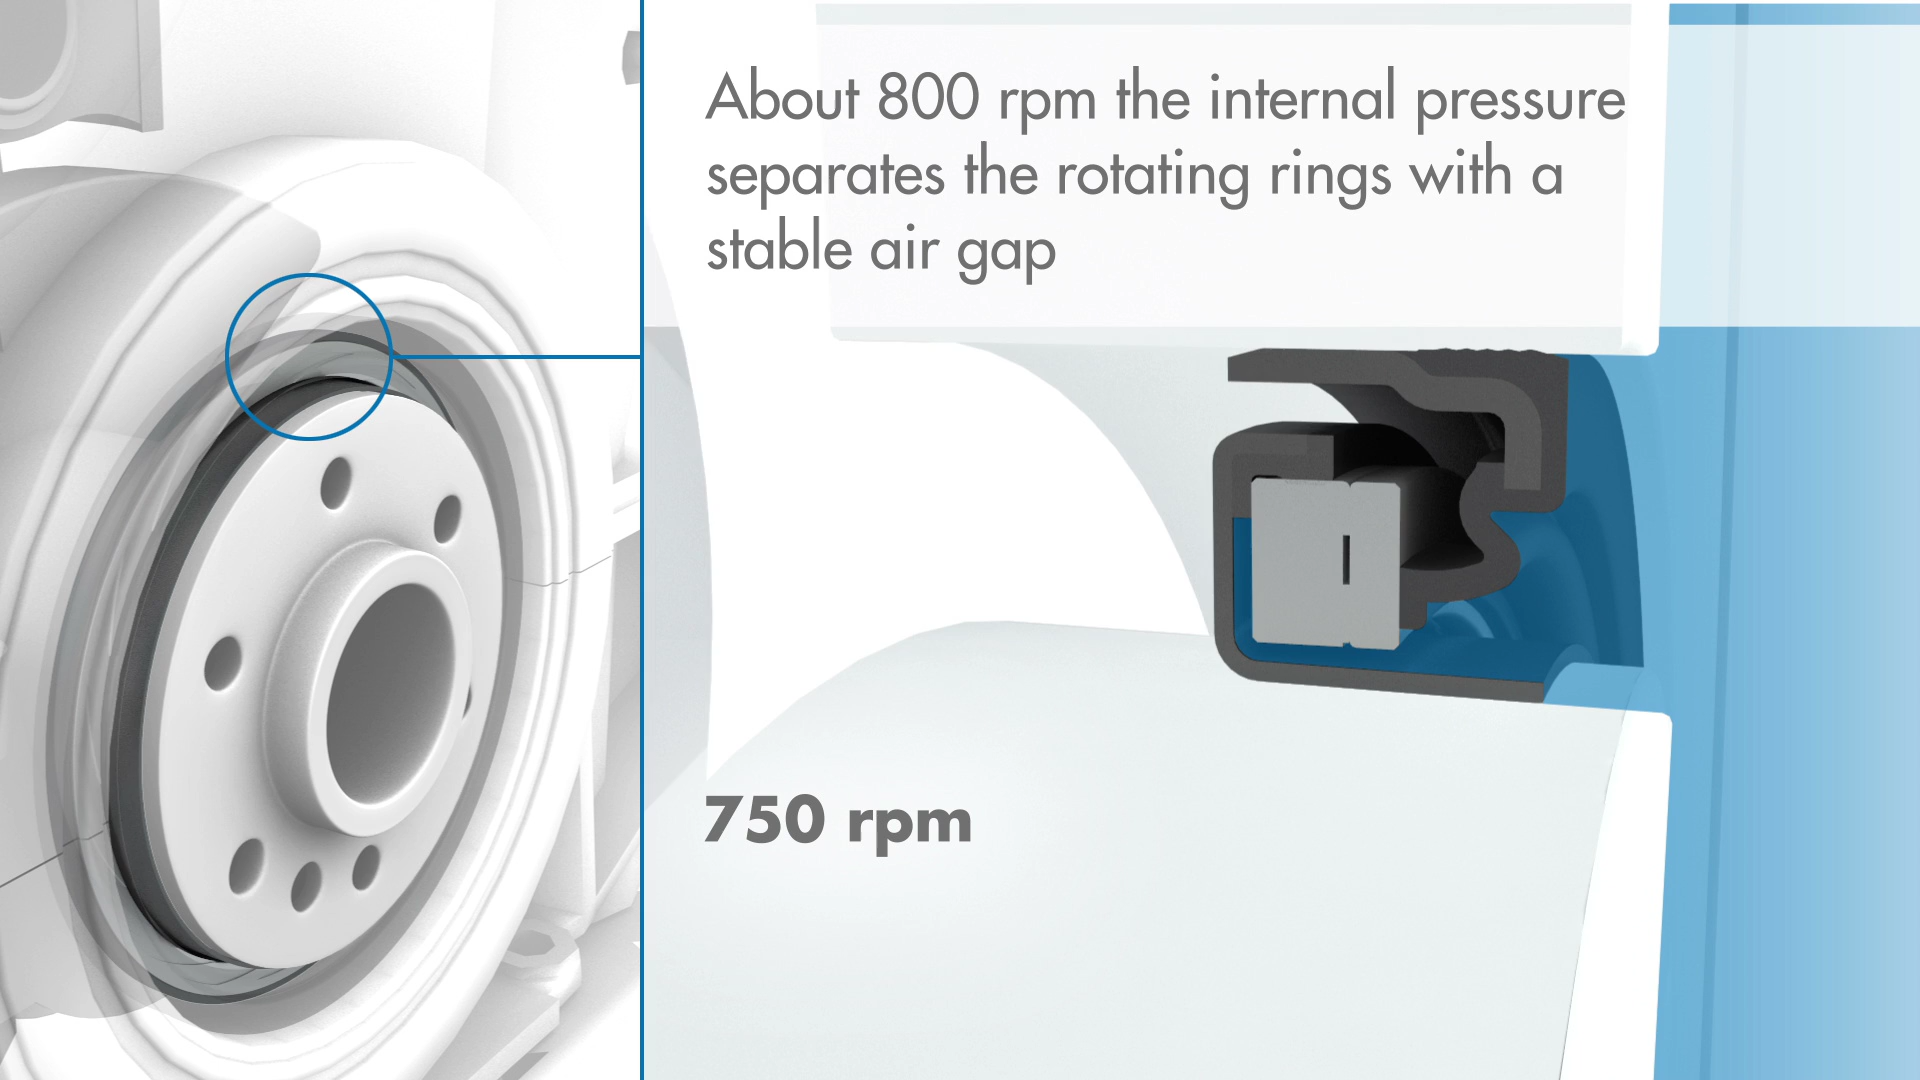 About 800 rpm the internal pressure
separates the rotating rings with a
stable air gap
750 rpm